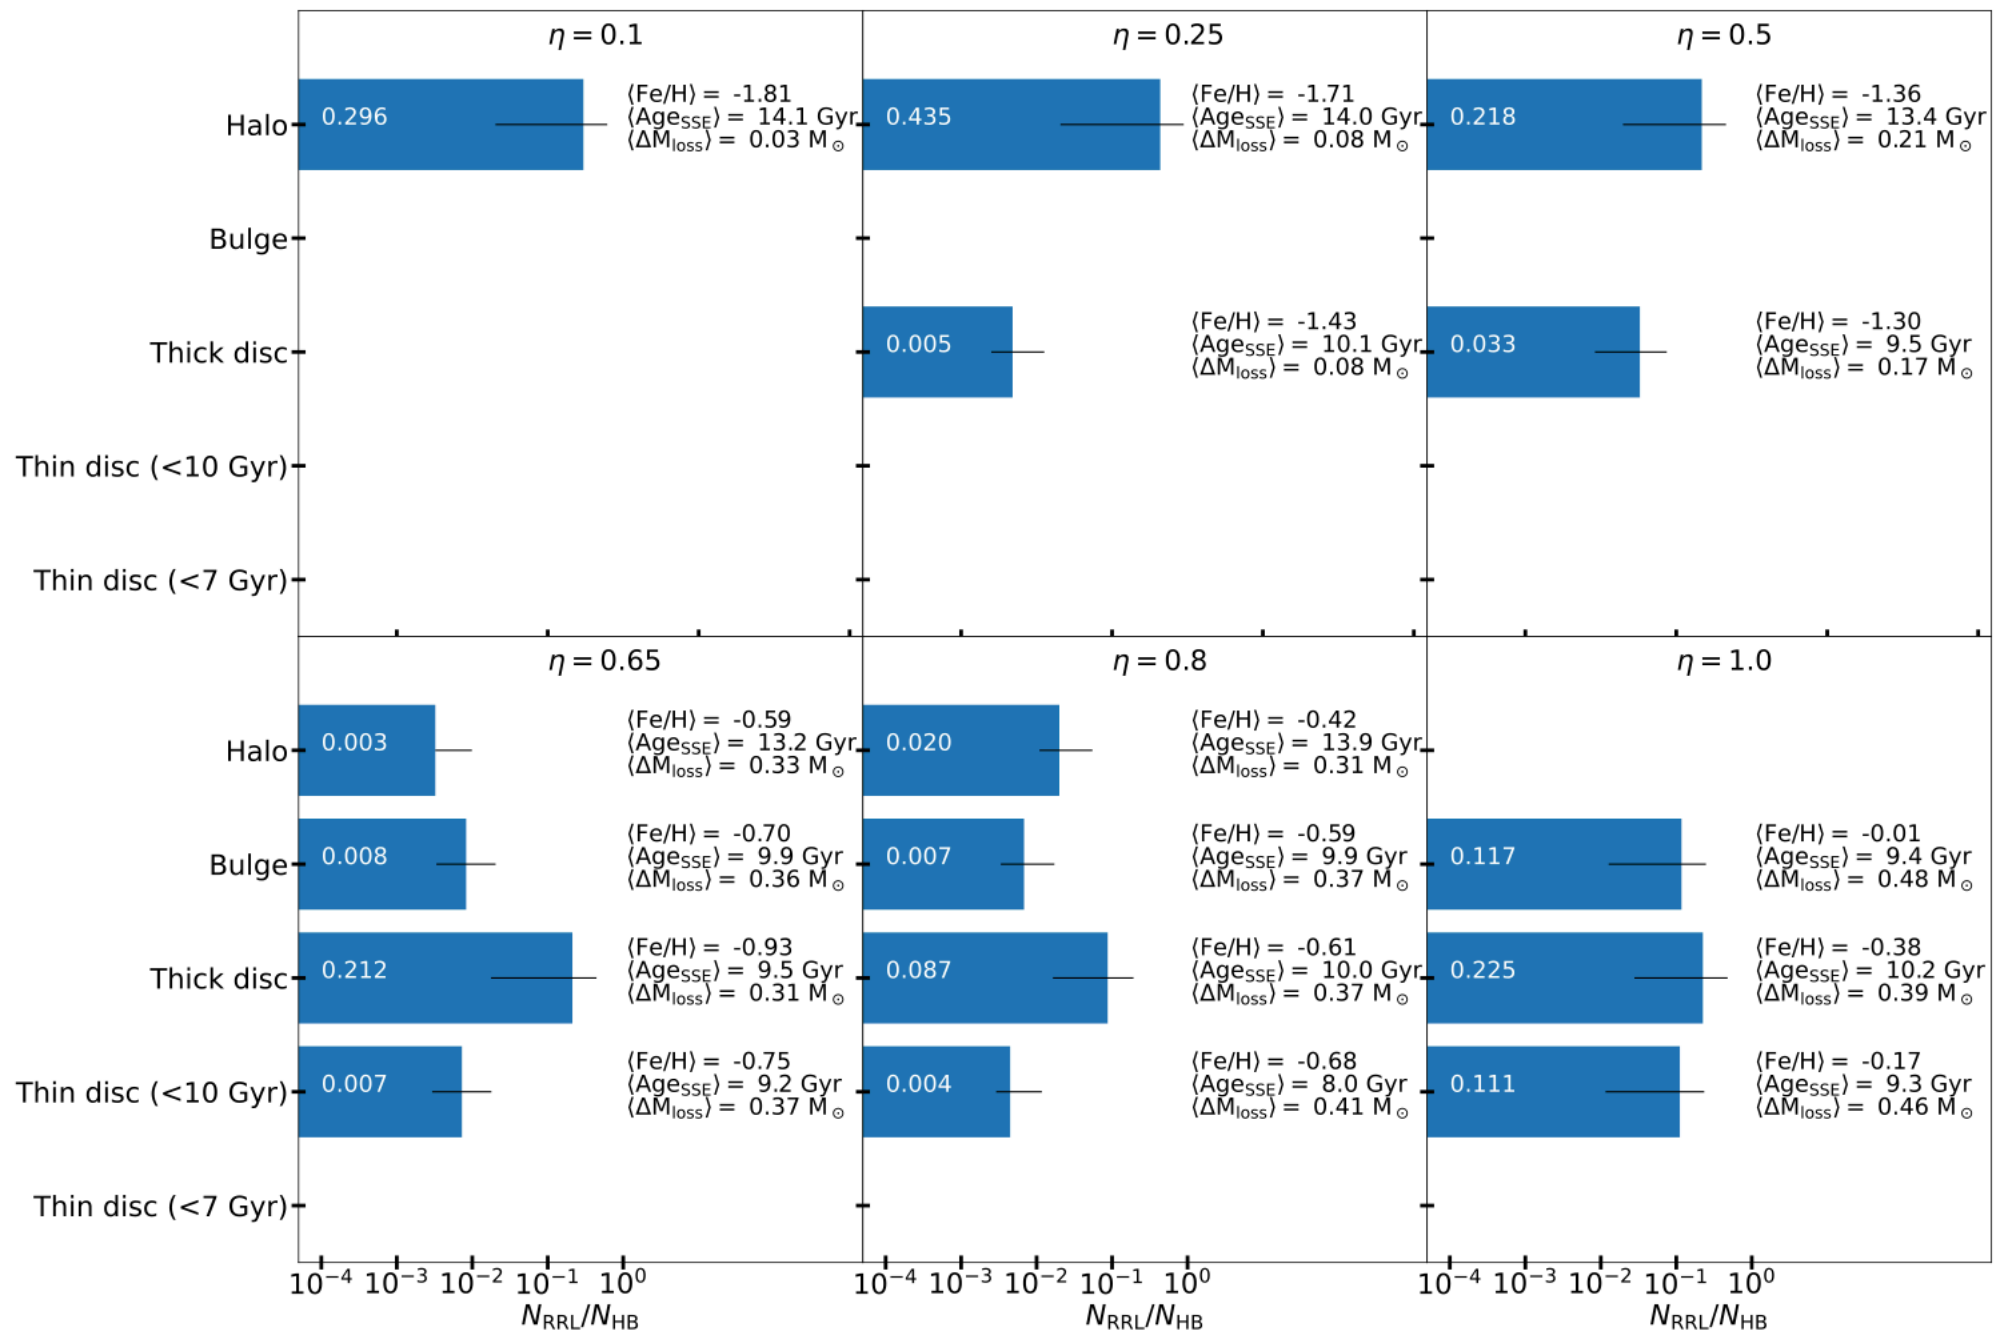 η = 0.1
η = 0.25
η = 0.5
Halo
0.296
⟨Fe/H⟩ = -1.81
⟨Age_SSE⟩ = 14.1 Gyr
⟨ΔM_loss⟩ = 0.03 M⊙
0.435
⟨Fe/H⟩ = -1.71
⟨Age_SSE⟩ = 14.0 Gyr
⟨ΔM_loss⟩ = 0.08 M⊙
0.218
⟨Fe/H⟩ = -1.36
⟨Age_SSE⟩ = 13.4 Gyr
⟨ΔM_loss⟩ = 0.21 M⊙
Bulge
Thick disc
0.005
⟨Fe/H⟩ = -1.43
⟨Age_SSE⟩ = 10.1 Gyr
⟨ΔM_loss⟩ = 0.08 M⊙
0.033
⟨Fe/H⟩ = -1.30
⟨Age_SSE⟩ = 9.5 Gyr
⟨ΔM_loss⟩ = 0.17 M⊙
Thin disc (<10 Gyr)
Thin disc (<7 Gyr)
η = 0.65
η = 0.8
η = 1.0
Halo
0.003
⟨Fe/H⟩ = -0.59
⟨Age_SSE⟩ = 13.2 Gyr
⟨ΔM_loss⟩ = 0.33 M⊙
0.020
⟨Fe/H⟩ = -0.42
⟨Age_SSE⟩ = 13.9 Gyr
⟨ΔM_loss⟩ = 0.31 M⊙
Bulge
0.008
⟨Fe/H⟩ = -0.70
⟨Age_SSE⟩ = 9.9 Gyr
⟨ΔM_loss⟩ = 0.36 M⊙
0.007
⟨Fe/H⟩ = -0.59
⟨Age_SSE⟩ = 9.9 Gyr
⟨ΔM_loss⟩ = 0.37 M⊙
0.117
⟨Fe/H⟩ = -0.01
⟨Age_SSE⟩ = 9.4 Gyr
⟨ΔM_loss⟩ = 0.48 M⊙
Thick disc
0.212
⟨Fe/H⟩ = -0.93
⟨Age_SSE⟩ = 9.5 Gyr
⟨ΔM_loss⟩ = 0.31 M⊙
0.087
⟨Fe/H⟩ = -0.61
⟨Age_SSE⟩ = 10.0 Gyr
⟨ΔM_loss⟩ = 0.37 M⊙
0.225
⟨Fe/H⟩ = -0.38
⟨Age_SSE⟩ = 10.2 Gyr
⟨ΔM_loss⟩ = 0.39 M⊙
Thin disc (<10 Gyr)
0.007
⟨Fe/H⟩ = -0.75
⟨Age_SSE⟩ = 9.2 Gyr
⟨ΔM_loss⟩ = 0.37 M⊙
0.004
⟨Fe/H⟩ = -0.68
⟨Age_SSE⟩ = 8.0 Gyr
⟨ΔM_loss⟩ = 0.41 M⊙
0.111
⟨Fe/H⟩ = -0.17
⟨Age_SSE⟩ = 9.3 Gyr
⟨ΔM_loss⟩ = 0.46 M⊙
Thin disc (<7 Gyr)
10⁻⁴ 10⁻³ 10⁻² 10⁻¹ 10⁰
10⁻⁴ 10⁻³ 10⁻² 10⁻¹ 10⁰
10⁻⁴ 10⁻³ 10⁻² 10⁻¹ 10⁰
N_RRL/N_HB
N_RRL/N_HB
N_RRL/N_HB